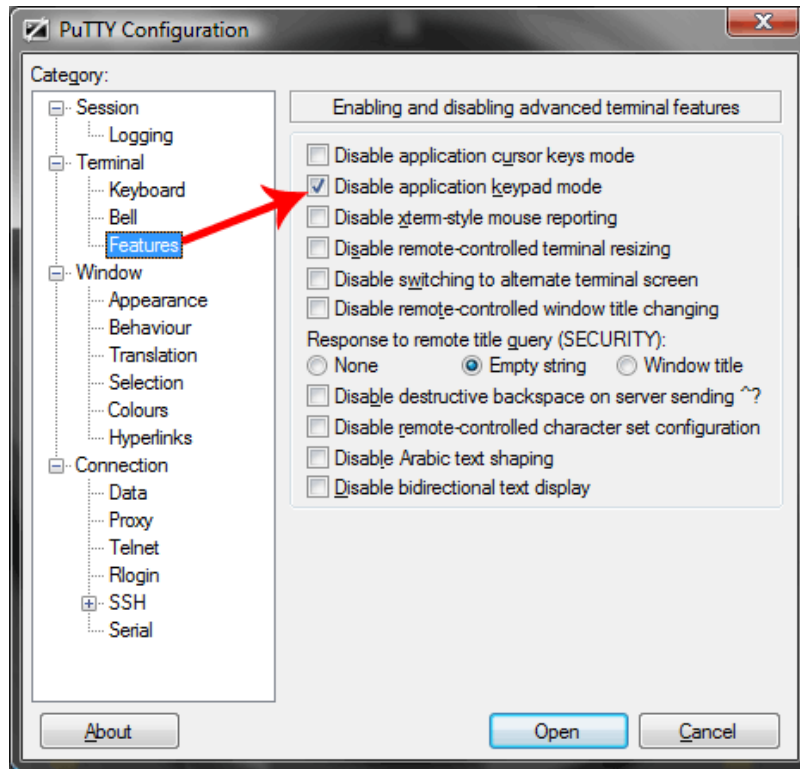 PuTTY Configuration
Category:
Session
Logging
Terminal
Keyboard
Bell
Features
Window
Appearance
Behaviour
Translation
Selection
Colours
Hyperlinks
Connection
Data
Proxy
Telnet
Rlogin
SSH
Serial
Enabling and disabling advanced terminal features
Disable application cursor keys mode
Disable application keypad mode
Disable xterm-style mouse reporting
Disable remote-controlled terminal resizing
Disable switching to alternate terminal screen
Disable remote-controlled window title changing
Response to remote title query (SECURITY):
None Empty string Window title
Disable destructive backspace on server sending ^?
Disable remote-controlled character set configuration
Disable Arabic text shaping
Disable bidirectional text display
About Open Cancel